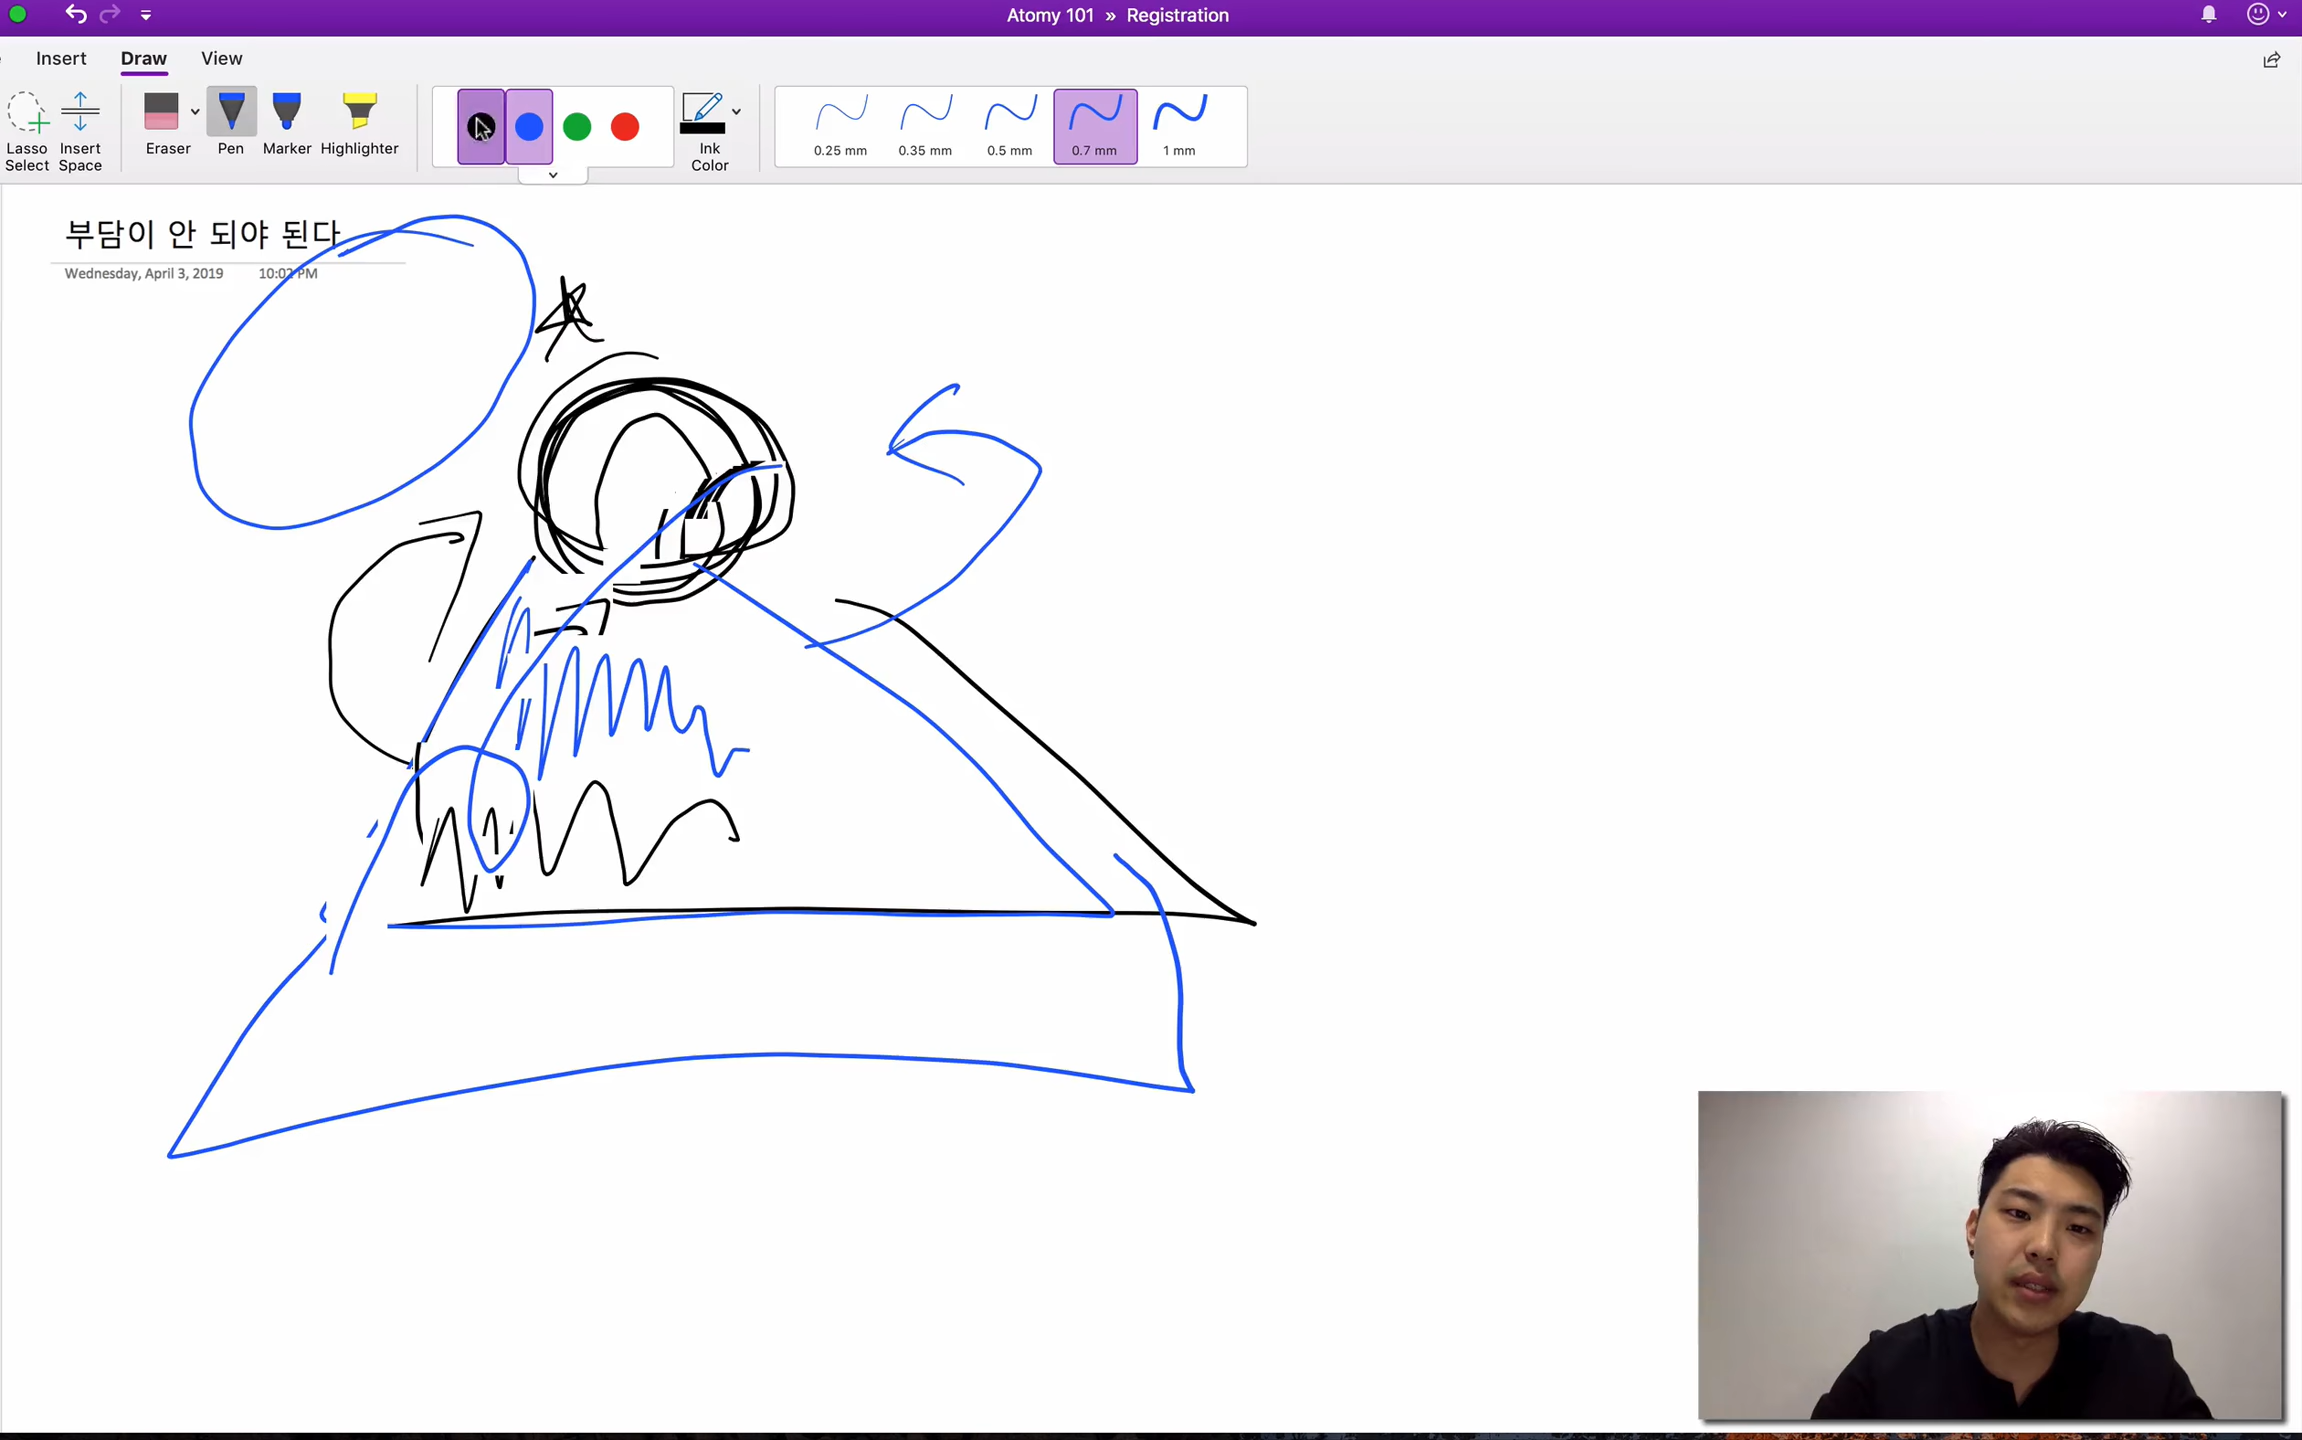 Atomy 101 » Registration
Insert Draw View
Lasso Select
Insert Space
Eraser
Pen
Marker
Highlighter
Ink Color
0.25 mm
0.35 mm
0.5 mm
0.7 mm
1 mm
부담이 안 되야 된다
Wednesday, April 3, 2019 10:02 PM